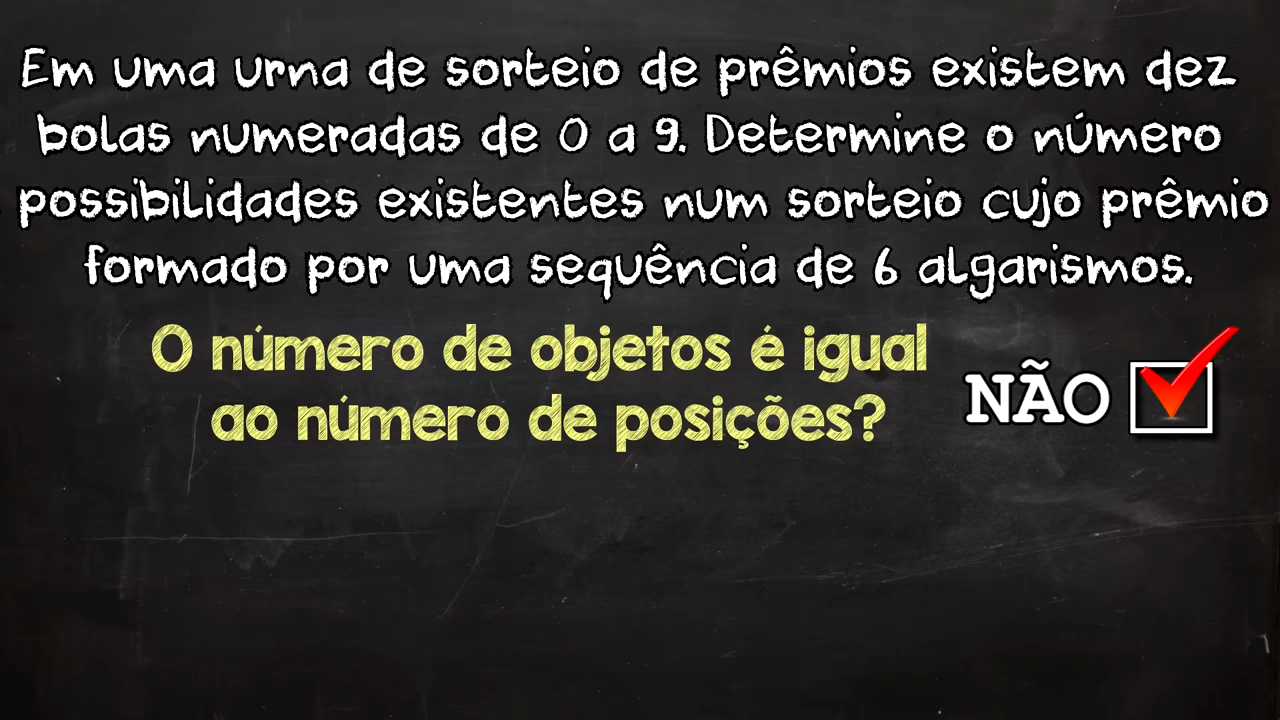 Em uma urna de sorteio de prêmios existem dez
bolas numeradas de 0 a 9. Determine o número
possibilidades existentes num sorteio cujo prêmio
formado por uma sequência de 6 algarismos.
O número de objetos é igual
ao número de posições?
NÃO